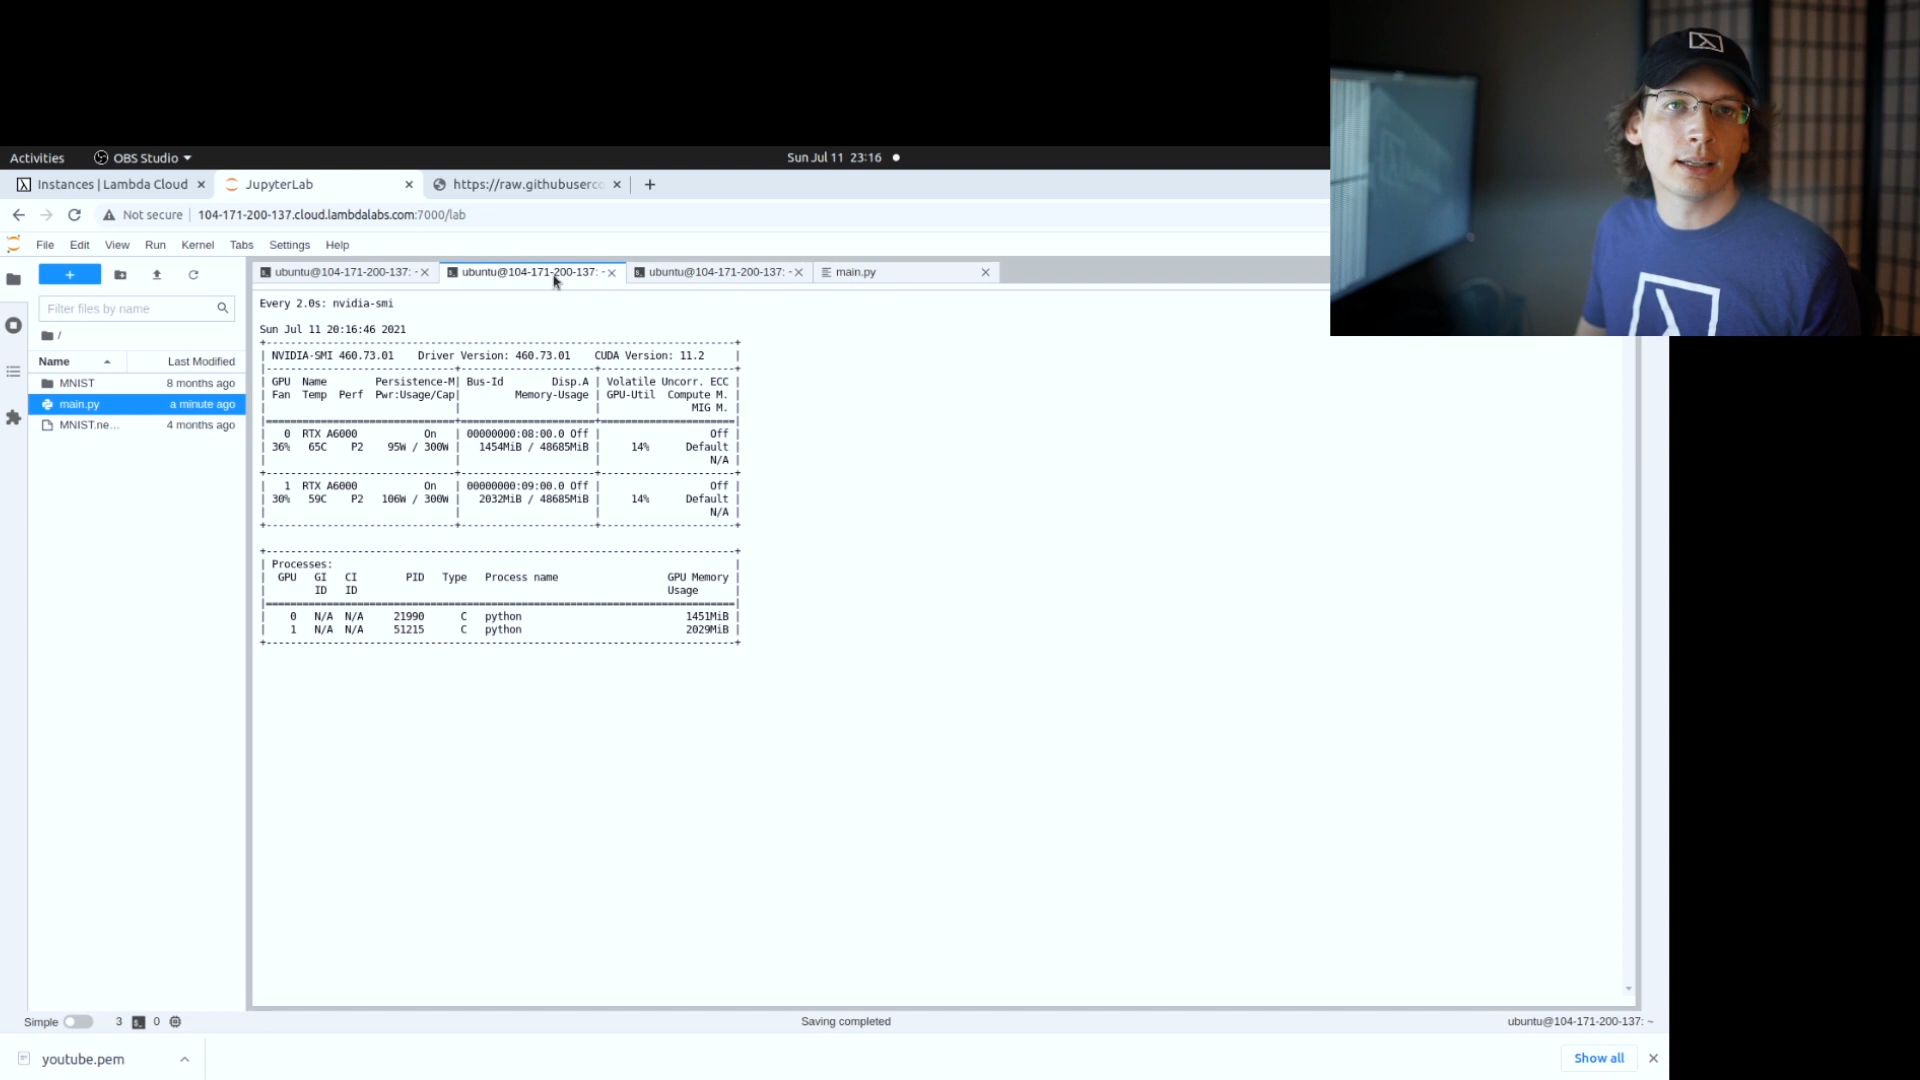 Activities OBS Studio Sun Jul 11 23:16
Instances | Lambda Cloud JupyterLab https://raw.githubuserco
Not secure 104-171-200-137.cloud.lambdalabs.com:7000/lab
File Edit View Run Kernel Tabs Settings Help
ubuntu@104-171-200-137: ~ ubuntu@104-171-200-137: ~ ubuntu@104-171-200-137: ~ main.py
Filter files by name
/
Name Last Modified
MNIST 8 months ago
main.py a minute ago
MNIST.ne... 4 months ago
Every 2.0s: nvidia-smi
Sun Jul 11 20:16:46 2021
NVIDIA-SMI 460.73.01 Driver Version: 460.73.01 CUDA Version: 11.2
GPU Name Persistence-M| Bus-Id Disp.A | Volatile Uncorr. ECC
Fan Temp Perf Pwr:Usage/Cap| Memory-Usage | GPU-Util Compute M.
MIG M.
0 RTX A6000 On | 00000000:08:00.0 Off | Off
36% 65C P2 95W / 300W | 1454MiB / 48685MiB | 14% Default
N/A
1 RTX A6000 On | 00000000:09:00.0 Off | Off
30% 59C P2 106W / 300W | 2032MiB / 48685MiB | 14% Default
N/A
Processes:
GPU GI CI PID Type Process name GPU Memory
ID ID Usage
0 N/A N/A 21990 C python 1451MiB
1 N/A N/A 51215 C python 2029MiB
Simple 3 0 Saving completed ubuntu@104-171-200-137: ~
youtube.pem Show all